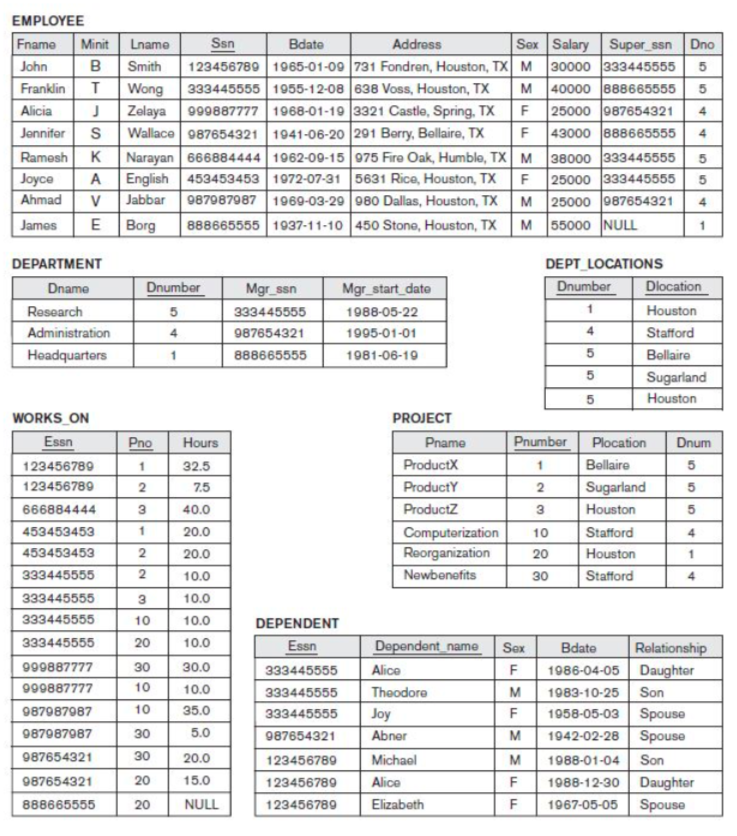 EMPLOYEE
Fname Minit Lname Ssn Bdate Address Sex Salary Super_ssn Dno
John B Smith 123456789 1965-01-09 731 Fondren, Houston, TX M 30000 333445555 5
Franklin T Wong 333445555 1955-12-08 638 Voss, Houston, TX M 40000 888665555 5
Alicia J Zelaya 999887777 1968-01-19 3321 Castle, Spring, TX F 25000 987654321 4
Jennifer S Wallace 987654321 1941-06-20 291 Berry, Bellaire, TX F 43000 888665555 4
Ramesh K Narayan 666884444 1962-09-15 975 Fire Oak, Humble, TX M 38000 333445555 5
Joyce A English 453453453 1972-07-31 5631 Rice, Houston, TX F 25000 333445555 5
Ahmad V Jabbar 987987987 1969-03-29 980 Dallas, Houston, TX M 25000 987654321 4
James E Borg 888665555 1937-11-10 450 Stone, Houston, TX M 55000 NULL 1
DEPARTMENT
Dname Dnumber Mgr_ssn Mgr_start_date
Research 5 333445555 1988-05-22
Administration 4 987654321 1995-01-01
Headquarters 1 888665555 1981-06-19
DEPT_LOCATIONS
Dnumber Dlocation
1 Houston
4 Stafford
5 Bellaire
5 Sugarland
5 Houston
WORKS_ON
Essn Pno Hours
123456789 1 32.5
123456789 2 7.5
666884444 3 40.0
453453453 1 20.0
453453453 2 20.0
333445555 2 10.0
333445555 3 10.0
333445555 10 10.0
333445555 20 10.0
999887777 30 30.0
999887777 10 10.0
987987987 10 35.0
987987987 30 5.0
987654321 30 20.0
987654321 20 15.0
888665555 20 NULL
PROJECT
Pname Pnumber Plocation Dnum
ProductX 1 Bellaire 5
ProductY 2 Sugarland 5
ProductZ 3 Houston 5
Computerization 10 Stafford 4
Reorganization 20 Houston 1
Newbenefits 30 Stafford 4
DEPENDENT
Essn Dependent_name Sex Bdate Relationship
333445555 Alice F 1986-04-05 Daughter
333445555 Theodore M 1983-10-25 Son
333445555 Joy F 1958-05-03 Spouse
987654321 Abner M 1942-02-28 Spouse
123456789 Michael M 1988-01-04 Son
123456789 Alice F 1988-12-30 Daughter
123456789 Elizabeth F 1967-05-05 Spouse